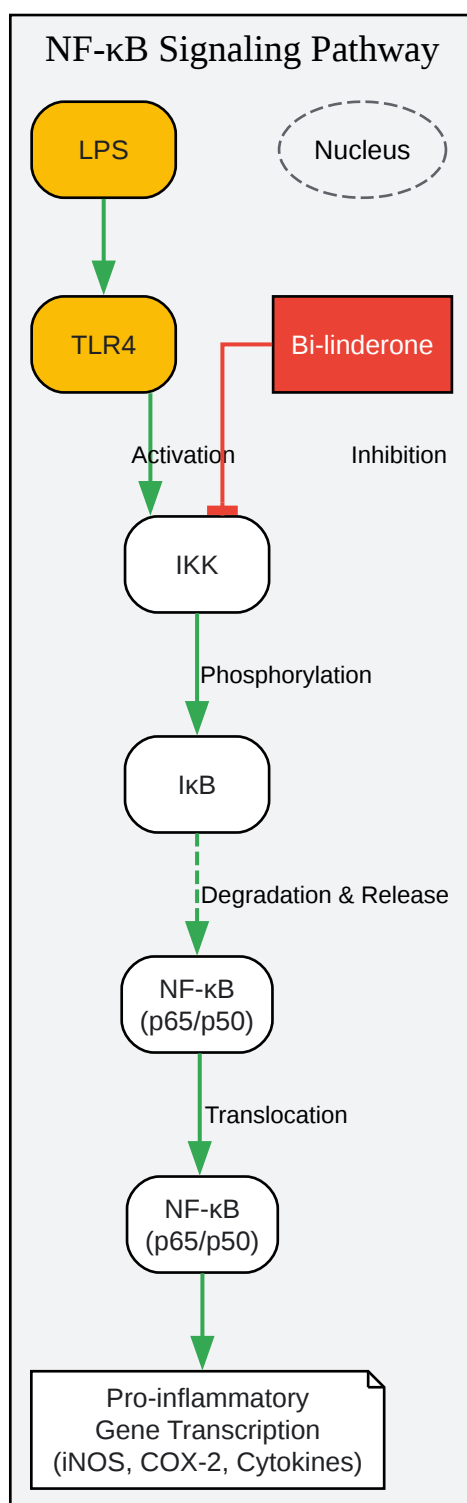 NF-κB Signaling Pathway
LPS
Nucleus
TLR4
Bi-linderone
Activation
Inhibition
IKK
Phosphorylation
IκB
Degradation & Release
NF-κB
(p65/p50)
Translocation
NF-κB
(p65/p50)
Pro-inflammatory
Gene Transcription
(iNOS, COX-2, Cytokines)